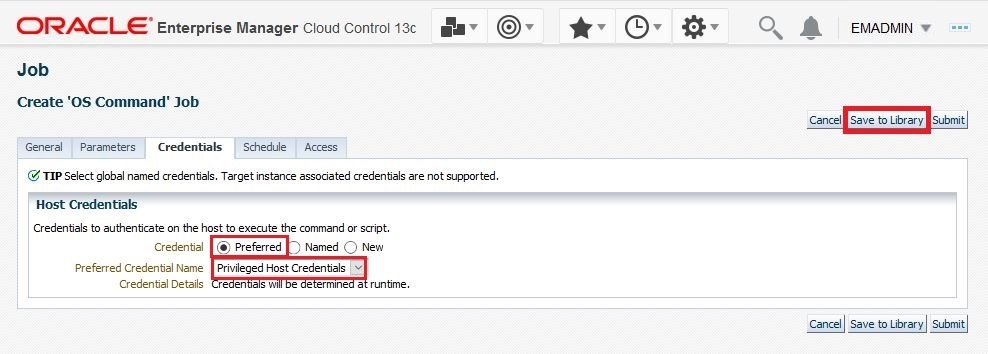 ORACLE Enterprise Manager Cloud Control 13c EMADMIN
Job
Create 'OS Command' Job
Cancel Save to Library Submit
General Parameters Credentials Schedule Access
TIP Select global named credentials. Target instance associated credentials are not supported.
Host Credentials
Credentials to authenticate on the host to execute the command or script.
Credential Preferred Named New
Preferred Credential Name Privileged Host Credentials
Credential Details Credentials will be determined at runtime.
Cancel Save to Library Submit